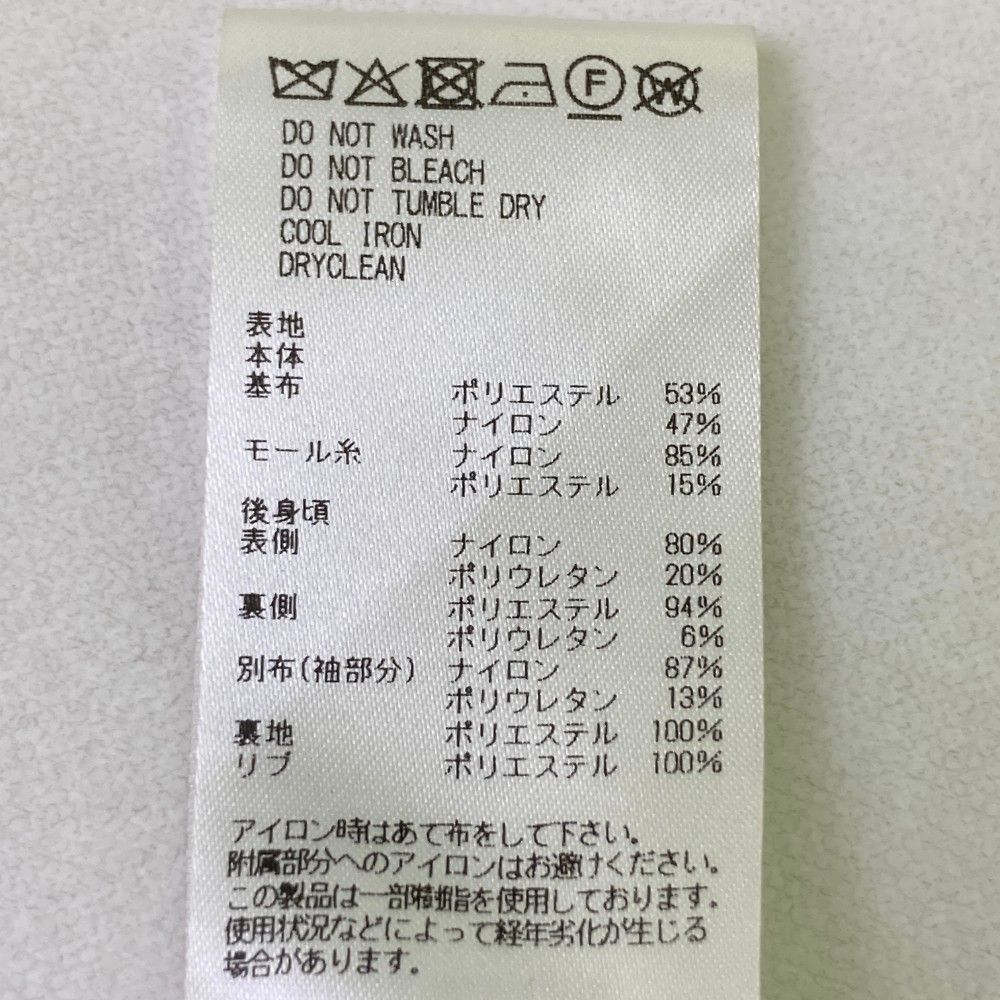 F W
DO NOT WASH
DO NOT BLEACH
DO NOT TUMBLE DRY
COOL IRON
DRYCLEAN
表地
本体
基布 ポリエステル 53%
ナイロン 47%
モール糸 ナイロン 85%
ポリエステル 15%
後身頃
表側 ナイロン 80%
ポリウレタン 20%
裏側 ポリエステル 94%
ポリウレタン 6%
別布(袖部分) ナイロン 87%
ポリウレタン 13%
裏地 ポリエステル 100%
リブ ポリエステル 100%
アイロン時はあて布をして下さい。
附属部分へのアイロンはお避けください。
この製品は一部樹脂を使用しております。
使用状況などによって経年劣化が生じる
場合があります。